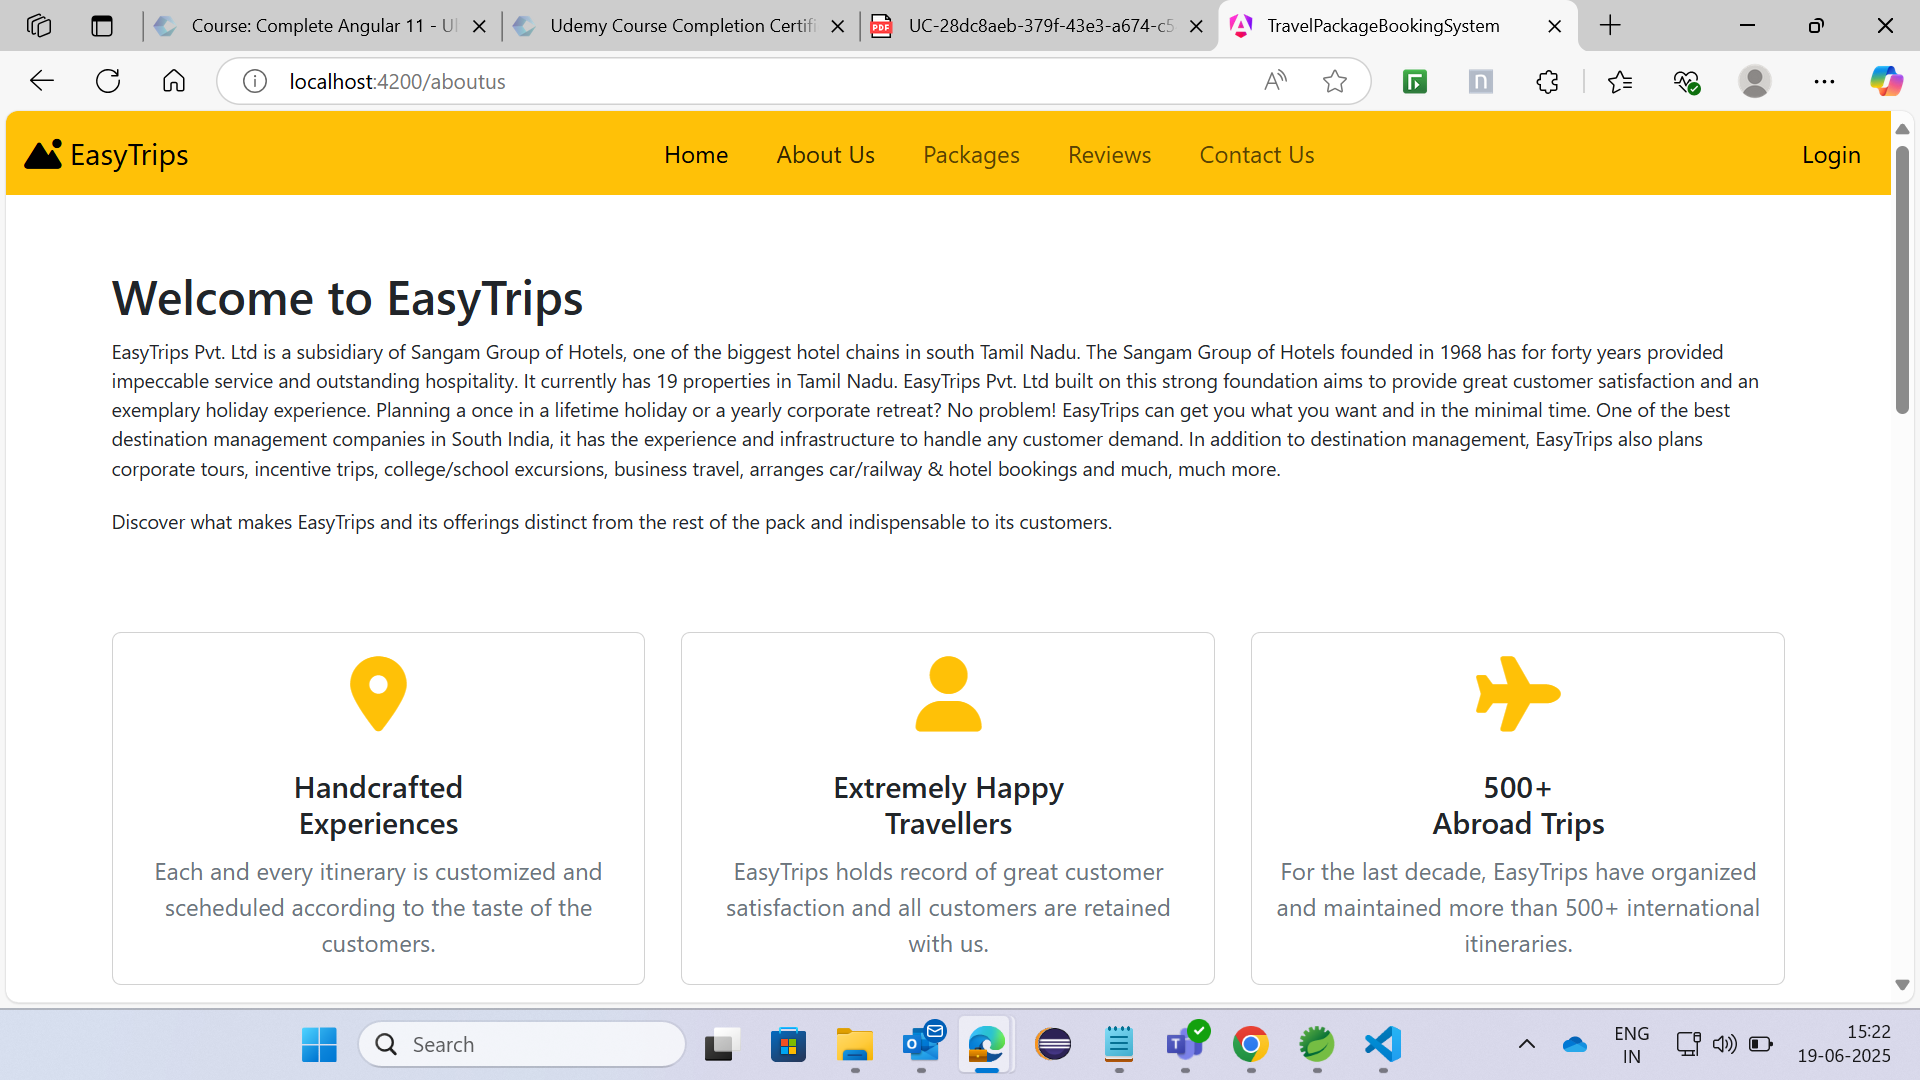 Course: Complete Angular 11 - Ul
Udemy Course Completion Certifi
UC-28dc8aeb-379f-43e3-a674-c5
TravelPackageBookingSystem
localhost:4200/aboutus
EasyTrips
Home
About Us
Packages
Reviews
Contact Us
Login
Welcome to EasyTrips
EasyTrips Pvt. Ltd is a subsidiary of Sangam Group of Hotels, one of the biggest hotel chains in south Tamil Nadu. The Sangam Group of Hotels founded in 1968 has for forty years provided
impeccable service and outstanding hospitality. It currently has 19 properties in Tamil Nadu. EasyTrips Pvt. Ltd built on this strong foundation aims to provide great customer satisfaction and an
exemplary holiday experience. Planning a once in a lifetime holiday or a yearly corporate retreat? No problem! EasyTrips can get you what you want and in the minimal time. One of the best
destination management companies in South India, it has the experience and infrastructure to handle any customer demand. In addition to destination management, EasyTrips also plans
corporate tours, incentive trips, college/school excursions, business travel, arranges car/railway & hotel bookings and much, much more.
Discover what makes EasyTrips and its offerings distinct from the rest of the pack and indispensable to its customers.
Handcrafted
Experiences
Each and every itinerary is customized and
sceheduled according to the taste of the
customers.
Extremely Happy
Travellers
EasyTrips holds record of great customer
satisfaction and all customers are retained
with us.
500+
Abroad Trips
For the last decade, EasyTrips have organized
and maintained more than 500+ international
itineraries.
Search
ENG
IN
15:22
19-06-2025